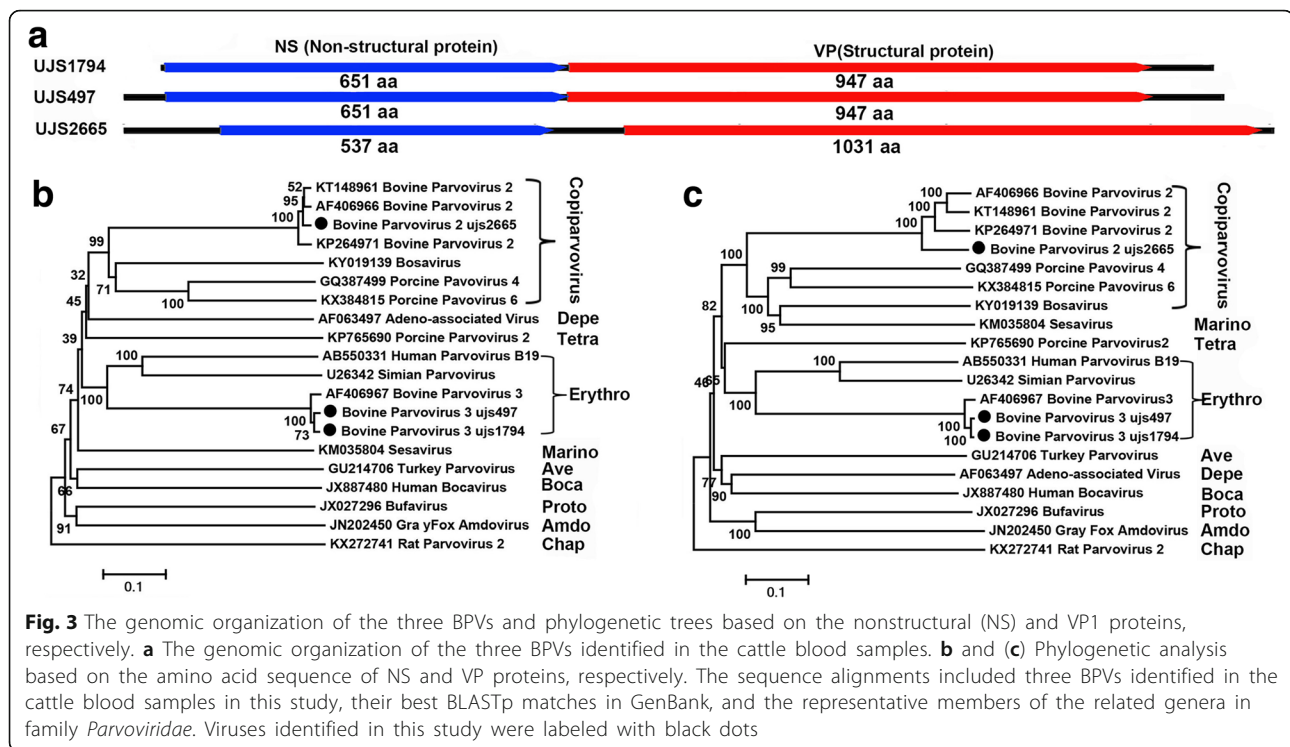 a
NS (Non-structural protein)
VP(Structural protein)
UJS1794
651 aa
947 aa
UJS497
651 aa
947 aa
UJS2665
537 aa
1031 aa
b
52
KT148961 Bovine Parvovirus 2
95
AF406966 Bovine Parvovirus 2
100
Bovine Parvovirus 2 ujs2665
KP264971 Bovine Parvovirus 2
99
KY019139 Bosavirus
32
71
GQ387499 Porcine Pavovirus 4
100
KX384815 Porcine Pavovirus 6
Copiparvovirus
45
AF063497 Adeno-associated Virus
Depe
39
KP765690 Porcine Parvovirus 2
Tetra
100
AB550331 Human Parvovirus B19
U26342 Simian Parvovirus
74
100
AF406967 Bovine Parvovirus 3
Erythro
100
Bovine Parvovirus 3 ujs497
73
Bovine Parvovirus 3 ujs1794
67
KM035804 Sesavirus
Marino
GU214706 Turkey Parvovirus
Ave
66
JX887480 Human Bocavirus
Boca
JX027296 Bufavirus
Proto
91
JN202450 Gra yFox Amdovirus
Amdo
KX272741 Rat Parvovirus 2
Chap
0.1
c
100
AF406966 Bovine Parvovirus 2
100
KT148961 Bovine Parvovirus 2
100
KP264971 Bovine Parvovirus 2
Bovine Parvovirus 2 ujs2665
100
99
GQ387499 Porcine Pavovirus 4
KX384815 Porcine Pavovirus 6
100
KY019139 Bosavirus
Copiparvovirus
95
KM035804 Sesavirus
Marino
82
KP765690 Porcine Parvovirus2
Tetra
100
AB550331 Human Parvovirus B19
U26342 Simian Parvovirus
46
65
100
AF406967 Bovine Parvovirus3
Erythro
100
Bovine Parvovirus 3 ujs497
100
Bovine Parvovirus 3 ujs1794
GU214706 Turkey Parvovirus
Ave
77
AF063497 Adeno-associated Virus
Depe
90
JX887480 Human Bocavirus
Boca
JX027296 Bufavirus
Proto
100
JN202450 Gray Fox Amdovirus
Amdo
KX272741 Rat Parvovirus 2
Chap
0.1
Fig. 3 The genomic organization of the three BPVs and phylogenetic trees based on the nonstructural (NS) and VP1 proteins,
respectively. a The genomic organization of the three BPVs identified in the cattle blood samples. b and (c) Phylogenetic analysis
based on the amino acid sequence of NS and VP proteins, respectively. The sequence alignments included three BPVs identified in the
cattle blood samples in this study, their best BLASTp matches in GenBank, and the representative members of the related genera in
family Parvoviridae. Viruses identified in this study were labeled with black dots